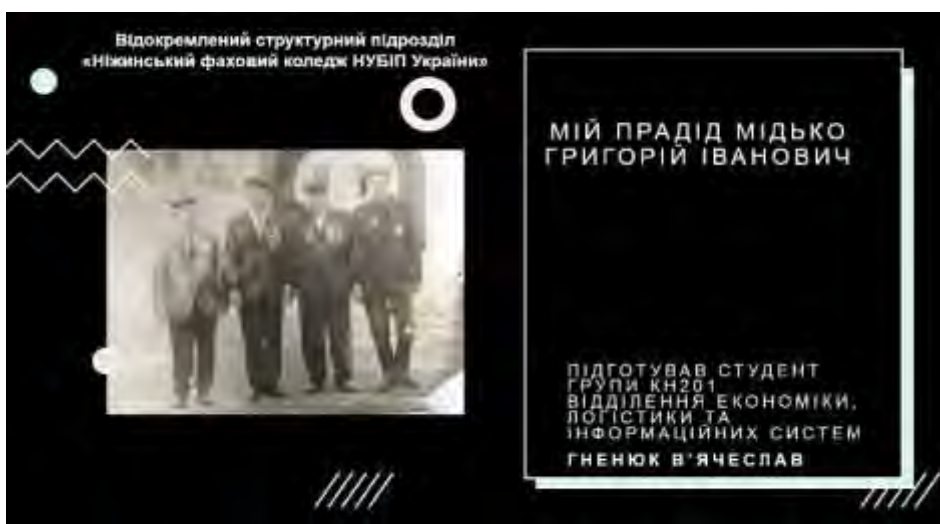 Відокремлений структурний підрозділ
«Ніжинський фаховий коледж НУБІП України»
МІЙ ПРАДІД МІДЬКО
ГРИГОРІЙ ІВАНОВИЧ
ПІДГОТУВАВ СТУДЕНТ
ГРУПИ КН201
ВІДДІЛЕННЯ ЕКОНОМІКИ,
ЛОГІСТИКИ ТА
ІНФОРМАЦІЙНИХ СИСТЕМ
ГНЕНЮК В'ЯЧЕСЛАВ